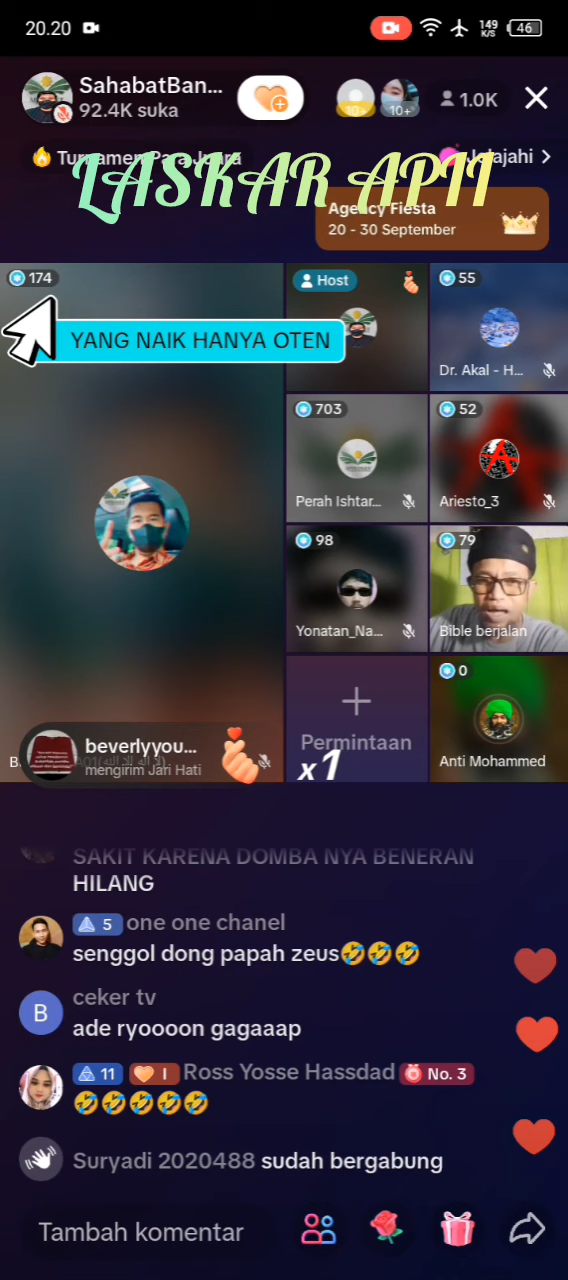 20.20
149
K/S
46
SahabatBan...
92.4K suka
10+
10+
1.0K
Turnamen Para Juara
Jelajahi
LASKAR APII
Agency Fiesta
20 - 30 September
174
Host
55
YANG NAIK HANYA OTEN
Dr. Akal - H...
703
52
Perah Ishtar...
Ariesto_3
98
79
Yonatan_Na...
Bible berjalan
0
Permintaan
x1
Anti Mohammed
beverlyyou...
mengirim Jari Hati
SAKIT KARENA DOMBA NYA BENERAN
HILANG
5 one one chanel
senggol dong papah zeus🤣🤣🤣
B
ceker tv
ade ryoooon gagaaap
11 I Ross Yosse Hassdad No. 3
🤣🤣🤣🤣🤣
Suryadi 2020488 sudah bergabung
Tambah komentar